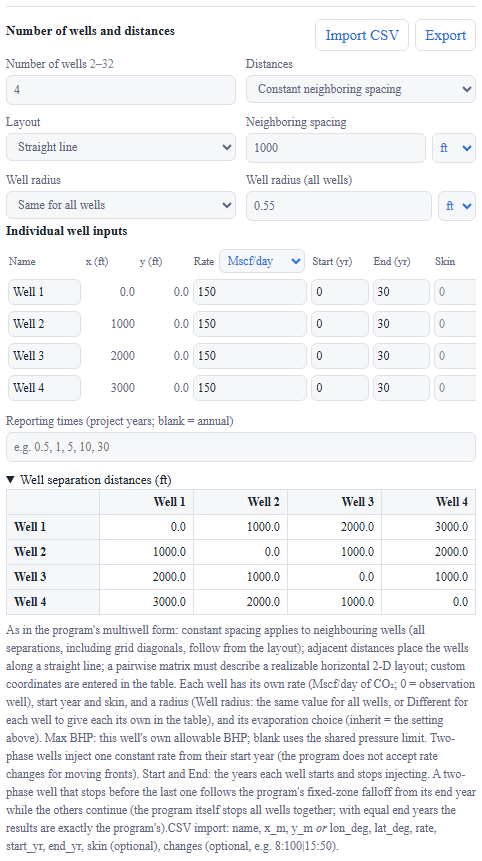 Number of wells and distances
Import CSV
Export
Number of wells 2–32
Distances
4
Constant neighboring spacing
Layout
Neighboring spacing
Straight line
1000
ft
Well radius
Well radius (all wells)
Same for all wells
0.55
ft
Individual well inputs
Name x (ft) y (ft) Rate Mscf/day Start (yr) End (yr) Skin
Well 1 0.0 0.0 150 0 30 0
Well 2 1000 0.0 150 0 30 0
Well 3 2000 0.0 150 0 30 0
Well 4 3000 0.0 150 0 30 0
Reporting times (project years; blank = annual)
e.g. 0.5, 1, 5, 10, 30
▼ Well separation distances (ft)
Well 1 Well 2 Well 3 Well 4
Well 1 0.0 1000.0 2000.0 3000.0
Well 2 1000.0 0.0 1000.0 2000.0
Well 3 2000.0 1000.0 0.0 1000.0
Well 4 3000.0 2000.0 1000.0 0.0
As in the program's multiwell form: constant spacing applies to neighbouring wells (all
separations, including grid diagonals, follow from the layout); adjacent distances place the wells
along a straight line; a pairwise matrix must describe a realizable horizontal 2-D layout; custom
coordinates are entered in the table. Each well has its own rate (Mscf/day of CO₂; 0 = observation
well), start year and skin, and a radius (Well radius: the same value for all wells, or Different for
each well to give each its own in the table), and its evaluation choice (inherit = the setting
above). Max BHP: this well's own allowable BHP; blank uses the shared pressure limit. Two-
phase wells inject one constant rate from their start year (the program does not accept rate
changes for moving fronts). Start and End: the years each well starts and stops injecting. A two-
phase well that stops before the last one follows the program's fixed-zone falloff from its end year
while the others continue (the program itself stops all wells together; with equal end years the
results are exactly the program's).CSV import: name, x_m, y_m or lon_deg, lat_deg, rate,
start_yr, end_yr, skin (optional), changes (optional, e.g. 8:100|15:50).